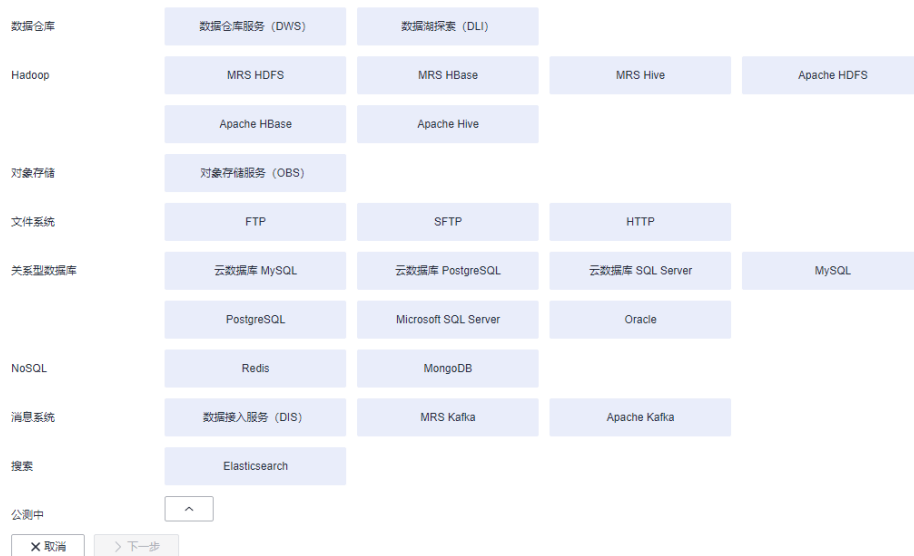 数据仓库 数据仓库服务（DWS） 数据湖探索（DLI）
Hadoop MRS HDFS MRS HBase MRS Hive Apache HDFS
Apache HBase Apache Hive
对象存储 对象存储服务（OBS）
文件系统 FTP SFTP HTTP
关系型数据库 云数据库 MySQL 云数据库 PostgreSQL 云数据库 SQL Server MySQL
PostgreSQL Microsoft SQL Server Oracle
NoSQL Redis MongoDB
消息系统 数据接入服务（DIS） MRS Kafka Apache Kafka
搜索 Elasticsearch
公测中
取消 下一步